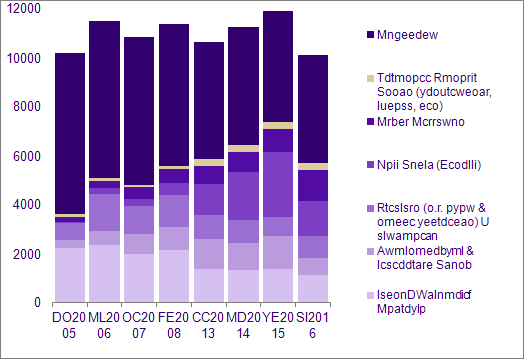 12000
10000
8000
6000
4000
2000
0
DO20
05
ML20
06
OC20
07
FE20
08
CC20
13
MD20
14
YE20
15
SI201
6
Mngeedew
Tdtmopcc Rmoprit
Sooao (ydoutcweoar,
luepss, eco)
Mrber Mcrrswno
Npii Snela (Ecodlli)
Rtcslsro (o.r. pypw &
omeec yeetdceao) U
slwampcan
Awmlomedbyml &
Icscddtare Sanob
IseonDWalnmdicf
Mpatdylp